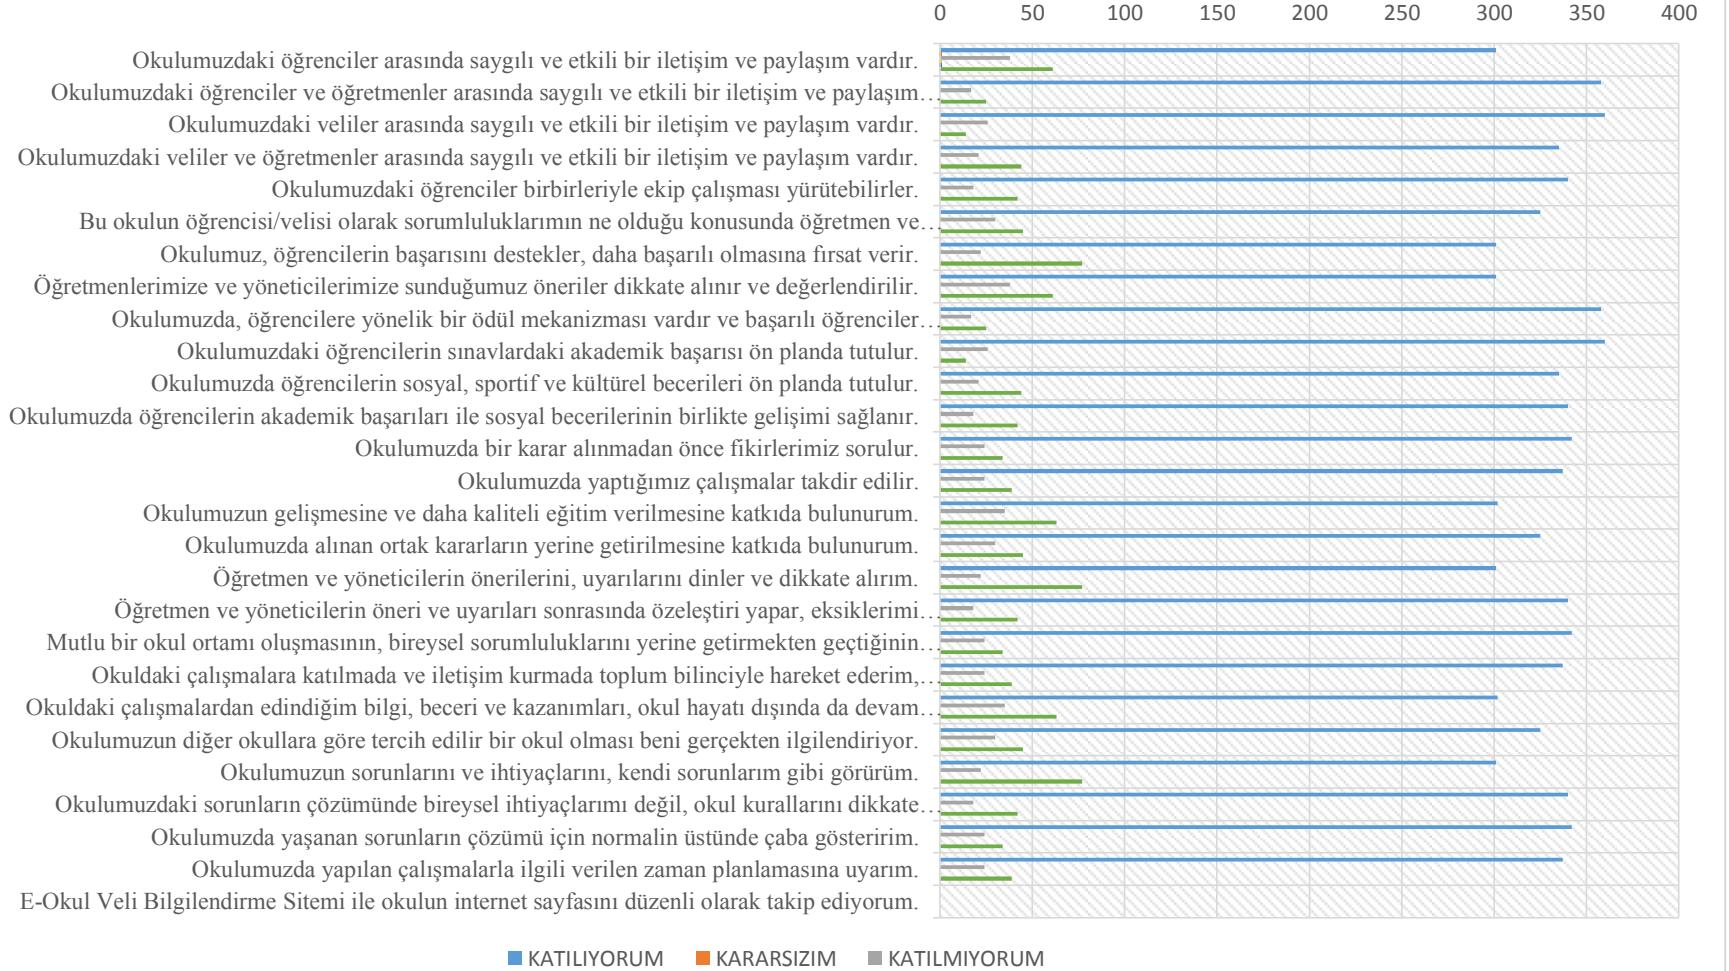 0 50 100 150 200 250 300 350 400
Okulumuzdaki öğrenciler arasında saygılı ve etkili bir iletişim ve paylaşım vardır.
Okulumuzdaki öğrenciler ve öğretmenler arasında saygılı ve etkili bir iletişim ve paylaşım…
Okulumuzdaki veliler arasında saygılı ve etkili bir iletişim ve paylaşım vardır.
Okulumuzdaki veliler ve öğretmenler arasında saygılı ve etkili bir iletişim ve paylaşım vardır.
Okulumuzdaki öğrenciler birbirleriyle ekip çalışması yürütebilirler.
Bu okulun öğrencisi/velisi olarak sorumluluklarımın ne olduğu konusunda öğretmen ve…
Okulumuz, öğrencilerin başarısını destekler, daha başarılı olmasına fırsat verir.
Öğretmenlerimize ve yöneticilerimize sunduğumuz öneriler dikkate alınır ve değerlendirilir.
Okulumuzda, öğrencilere yönelik bir ödül mekanizması vardır ve başarılı öğrenciler…
Okulumuzdaki öğrencilerin sınavlardaki akademik başarısı ön planda tutulur.
Okulumuzda öğrencilerin sosyal, sportif ve kültürel becerileri ön planda tutulur.
Okulumuzda öğrencilerin akademik başarıları ile sosyal becerilerinin birlikte gelişimi sağlanır.
Okulumuzda bir karar alınmadan önce fikirlerimiz sorulur.
Okulumuzda yaptığımız çalışmalar takdir edilir.
Okulumuzun gelişmesine ve daha kaliteli eğitim verilmesine katkıda bulunurum.
Okulumuzda alınan ortak kararların yerine getirilmesine katkıda bulunurum.
Öğretmen ve yöneticilerin önerilerini, uyarılarını dinler ve dikkate alırım.
Öğretmen ve yöneticilerin öneri ve uyarıları sonrasında özeleştiri yapar, eksiklerimi…
Mutlu bir okul ortamı oluşmasının, bireysel sorumluluklarını yerine getirmekten geçtiğinin…
Okuldaki çalışmalara katılmada ve iletişim kurmada toplum bilinciyle hareket ederim,…
Okuldaki çalışmalardan edindiğim bilgi, beceri ve kazanımları, okul hayatı dışında da devam…
Okulumuzun diğer okullara göre tercih edilir bir okul olması beni gerçekten ilgilendiriyor.
Okulumuzun sorunlarını ve ihtiyaçlarını, kendi sorunlarım gibi görürüm.
Okulumuzdaki sorunların çözümünde bireysel ihtiyaçlarımı değil, okul kurallarını dikkate…
Okulumuzda yaşanan sorunların çözümü için normalin üstünde çaba gösteririm.
Okulumuzda yapılan çalışmalarla ilgili verilen zaman planlamasına uyarım.
E-Okul Veli Bilgilendirme Sitemi ile okulun internet sayfasını düzenli olarak takip ediyorum.
KATILIYORUM KARARSIZIM KATILMIYORUM